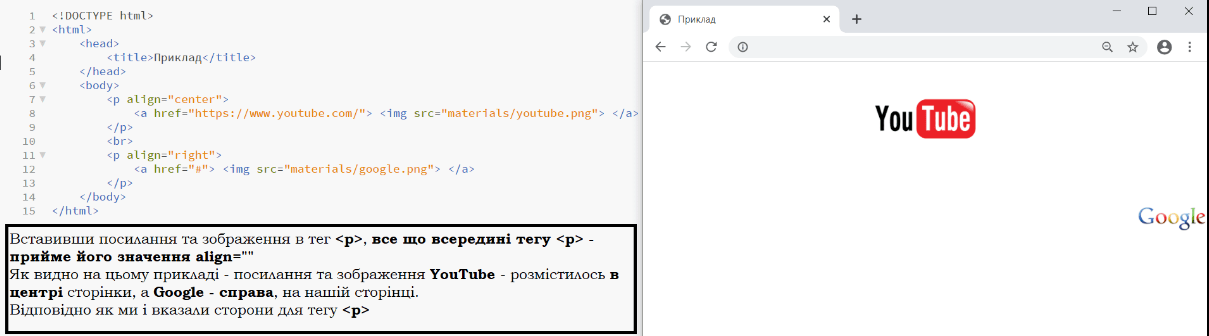 1 <!DOCTYPE html>
2 <html>
3 <head>
4 <title>Приклад</title>
5 </head>
6 <body>
7 <p align="center">
8 <a href="https://www.youtube.com/"> <img src="materials/youtube.png"> </a>
9 </p>
10 <br>
11 <p align="right">
12 <a href="#"> <img src="materials/google.png"> </a>
13 </p>
14 </body>
15 </html>
Вставивши посилання та зображення в тег <p>, все що всередині тегу <p> -
прийме його значення align=""
Як видно на цьому прикладі - посилання та зображення YouTube - розмістилось в
центрі сторінки, а Google - справа, на нашій сторінці.
Відповідно як ми і вказали сторони для тегу <p>
Приклад
YouTube
Google